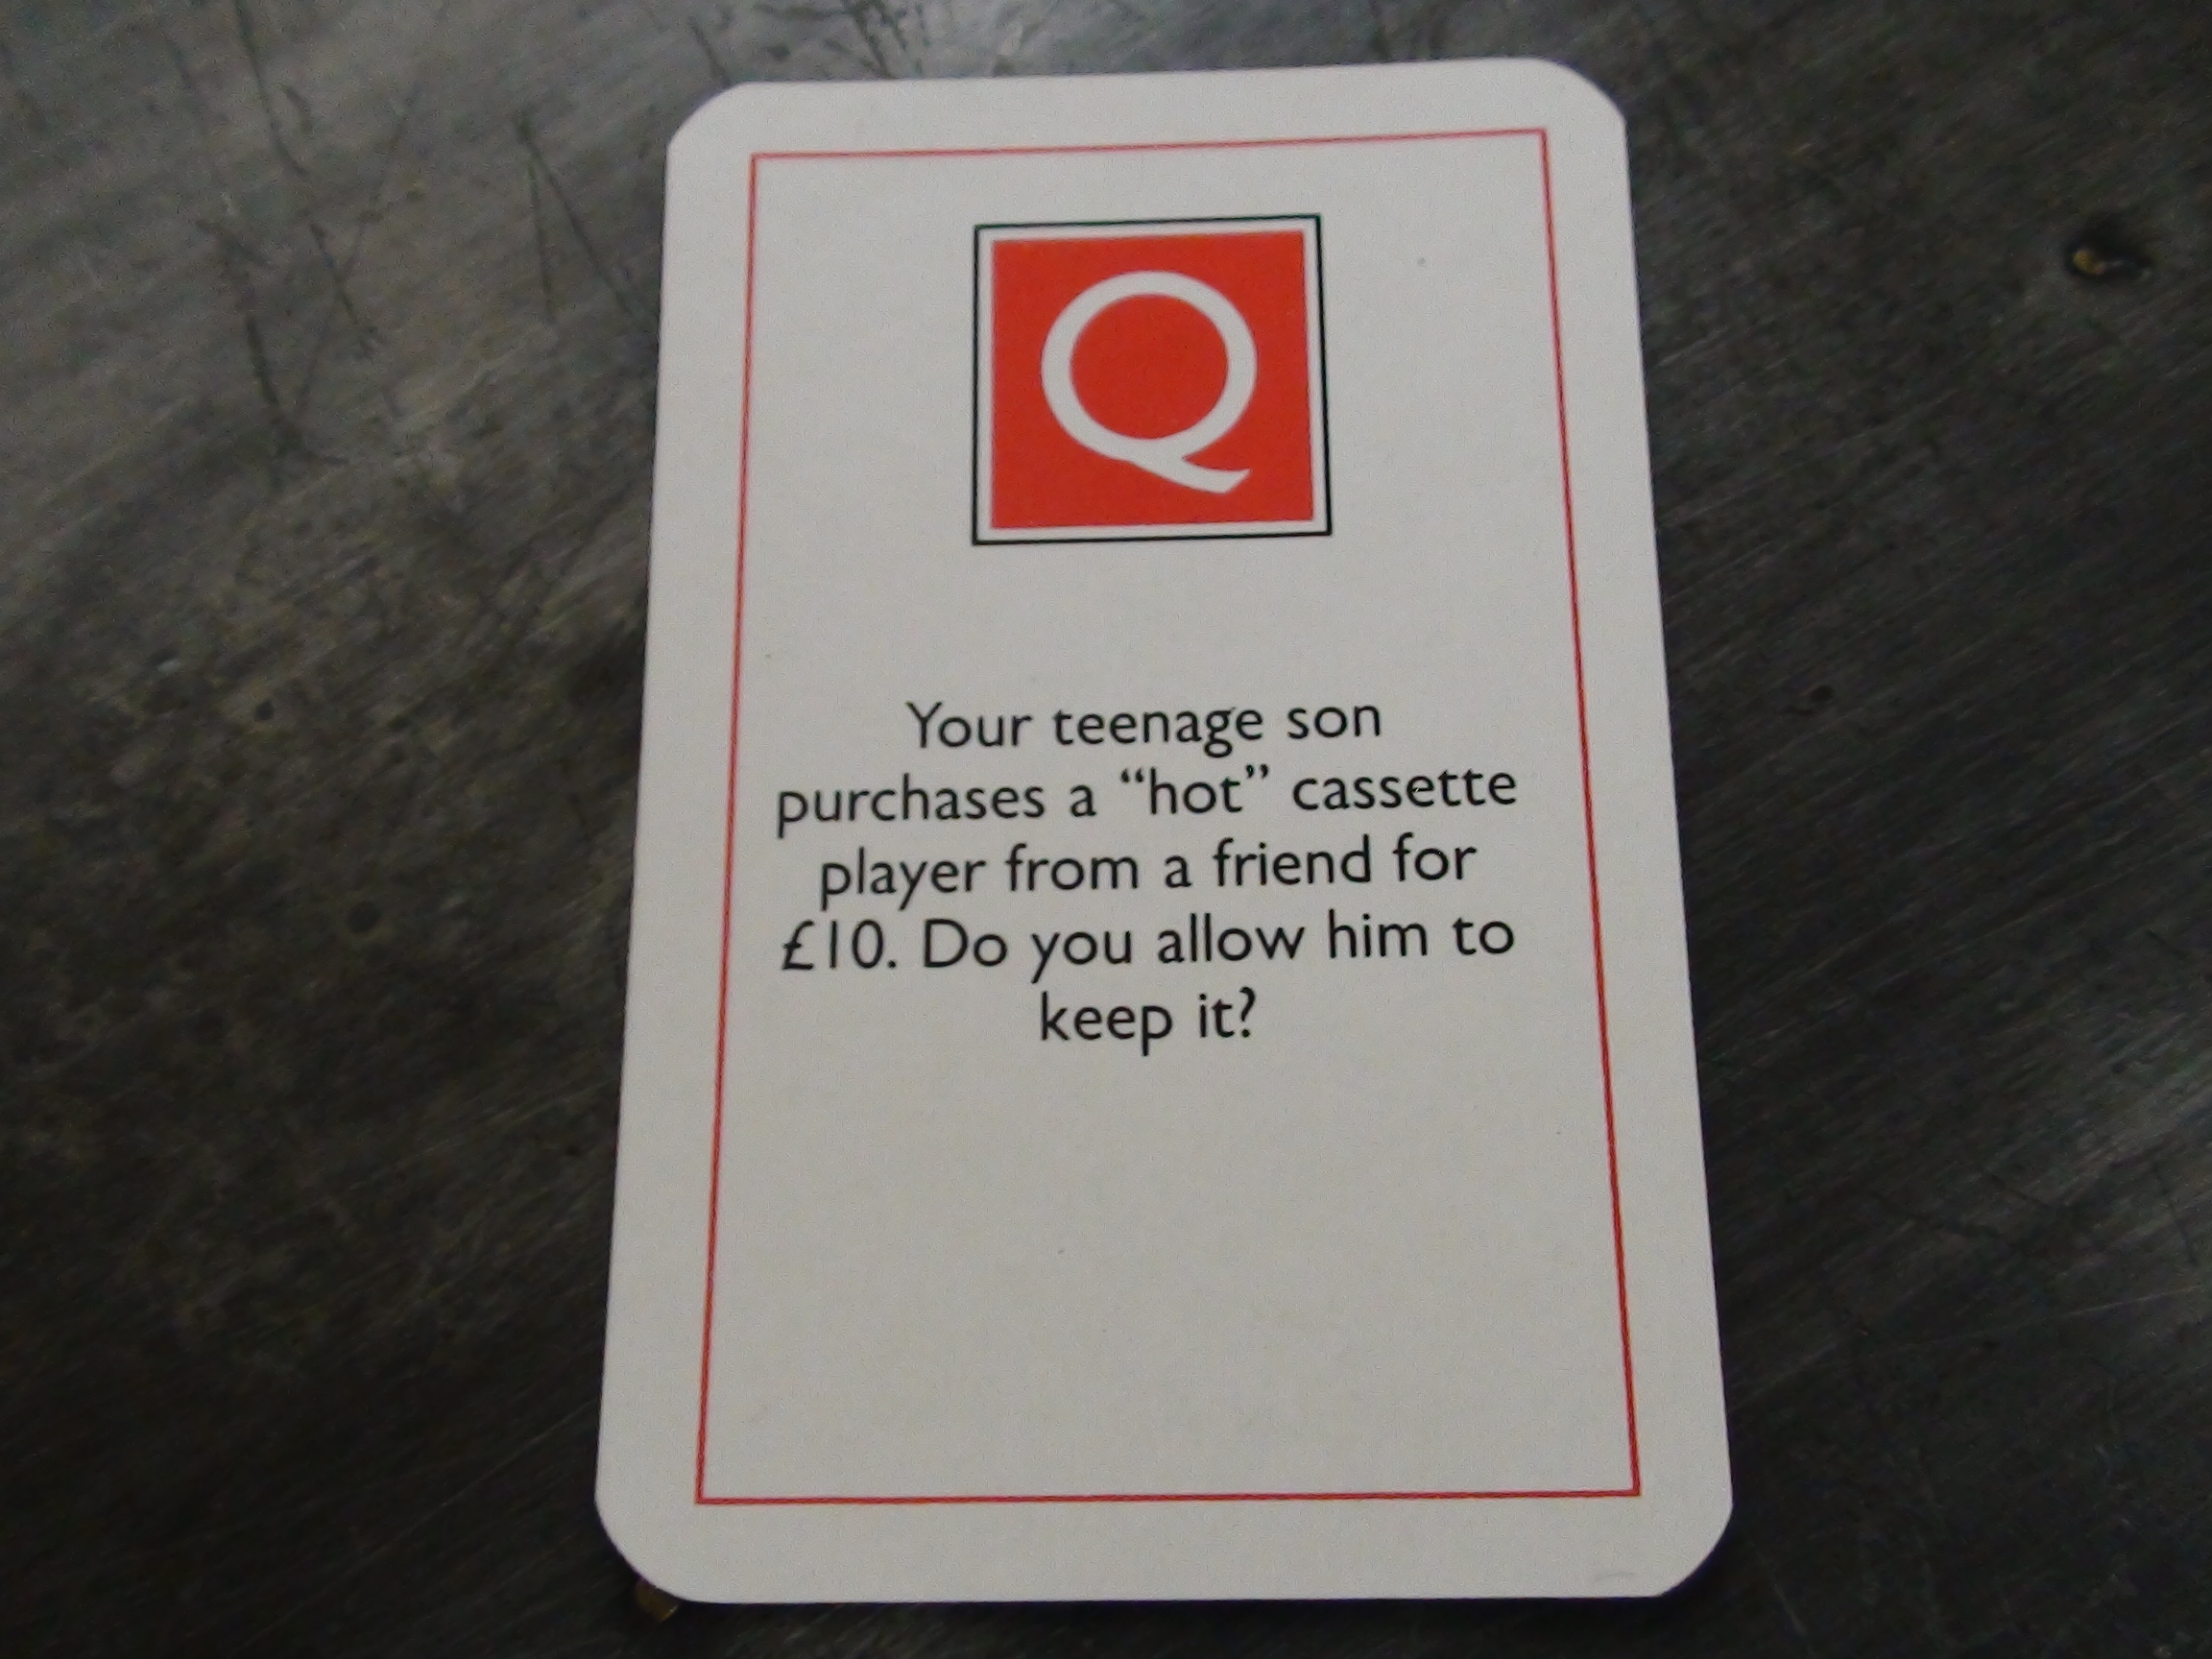 Q
Your teenage son
purchases a “hot” cassette
player from a friend for
£10. Do you allow him to
keep it?